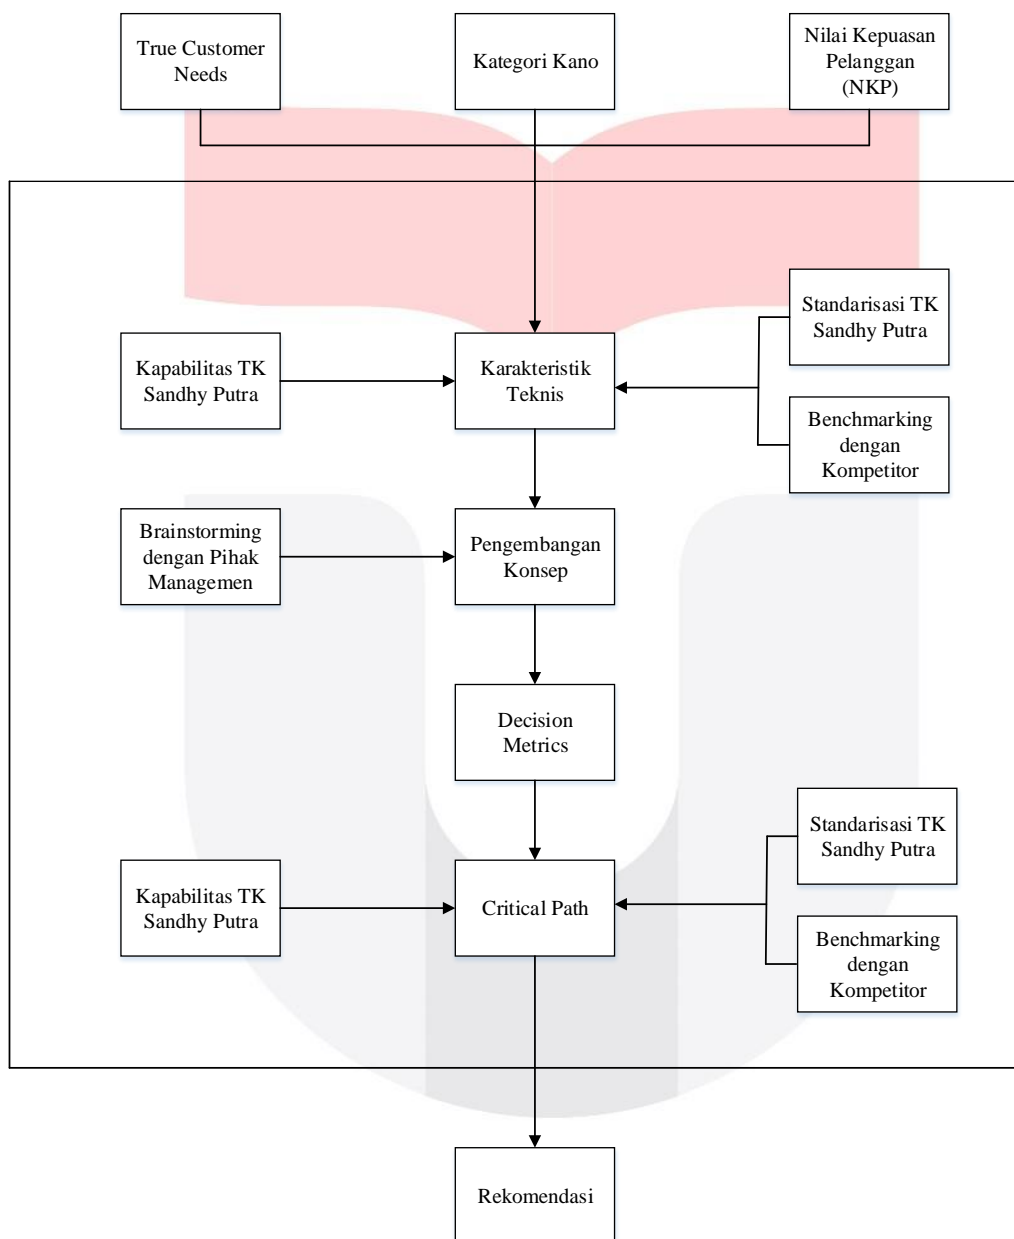 True Customer
Needs
Kategori Kano
Nilai Kepuasan
Pelanggan
(NKP)
Standarisasi TK
Sandhy Putra
Kapabilitas TK
Sandhy Putra
Karakteristik
Teknis
Benchmarking
dengan
Kompetitor
Brainstorming
dengan Pihak
Managemen
Pengembangan
Konsep
Decision
Metrics
Standarisasi TK
Sandhy Putra
Kapabilitas TK
Sandhy Putra
Critical Path
Benchmarking
dengan
Kompetitor
Rekomendasi